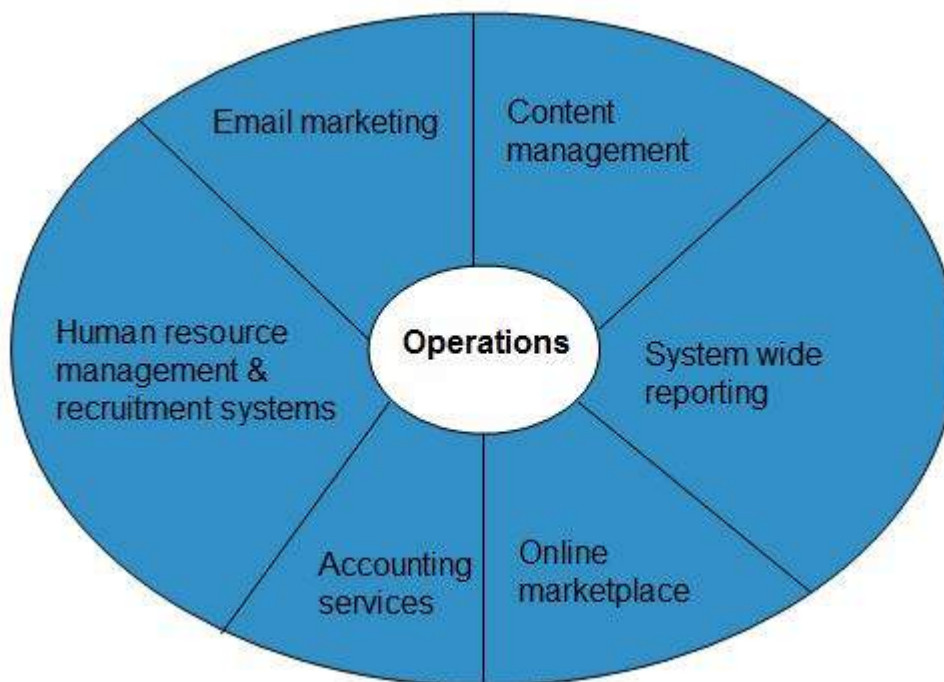 Email marketing
Content
management
Human resource
management &
recruitment systems
Operations
System wide
reporting
Accounting
services
Online
marketplace